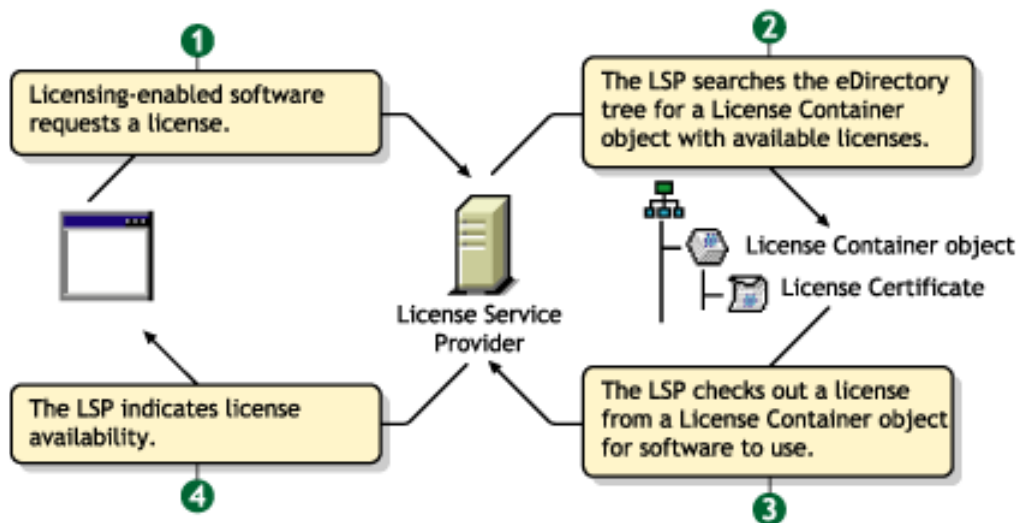 1
Licensing-enabled software
requests a license.
2
The LSP searches the eDirectory
tree for a License Container
object with available licenses.
License Container object
License Certificate
License Service
Provider
The LSP checks out a license
from a License Container object
for software to use.
3
The LSP indicates license
availability.
4